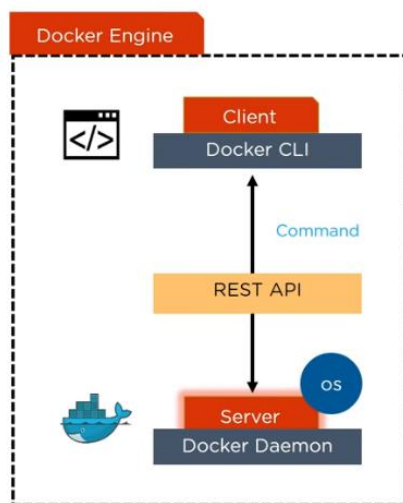 Docker Engine
</>
Client
Docker CLI
Command
REST API
OS
Server
Docker Daemon